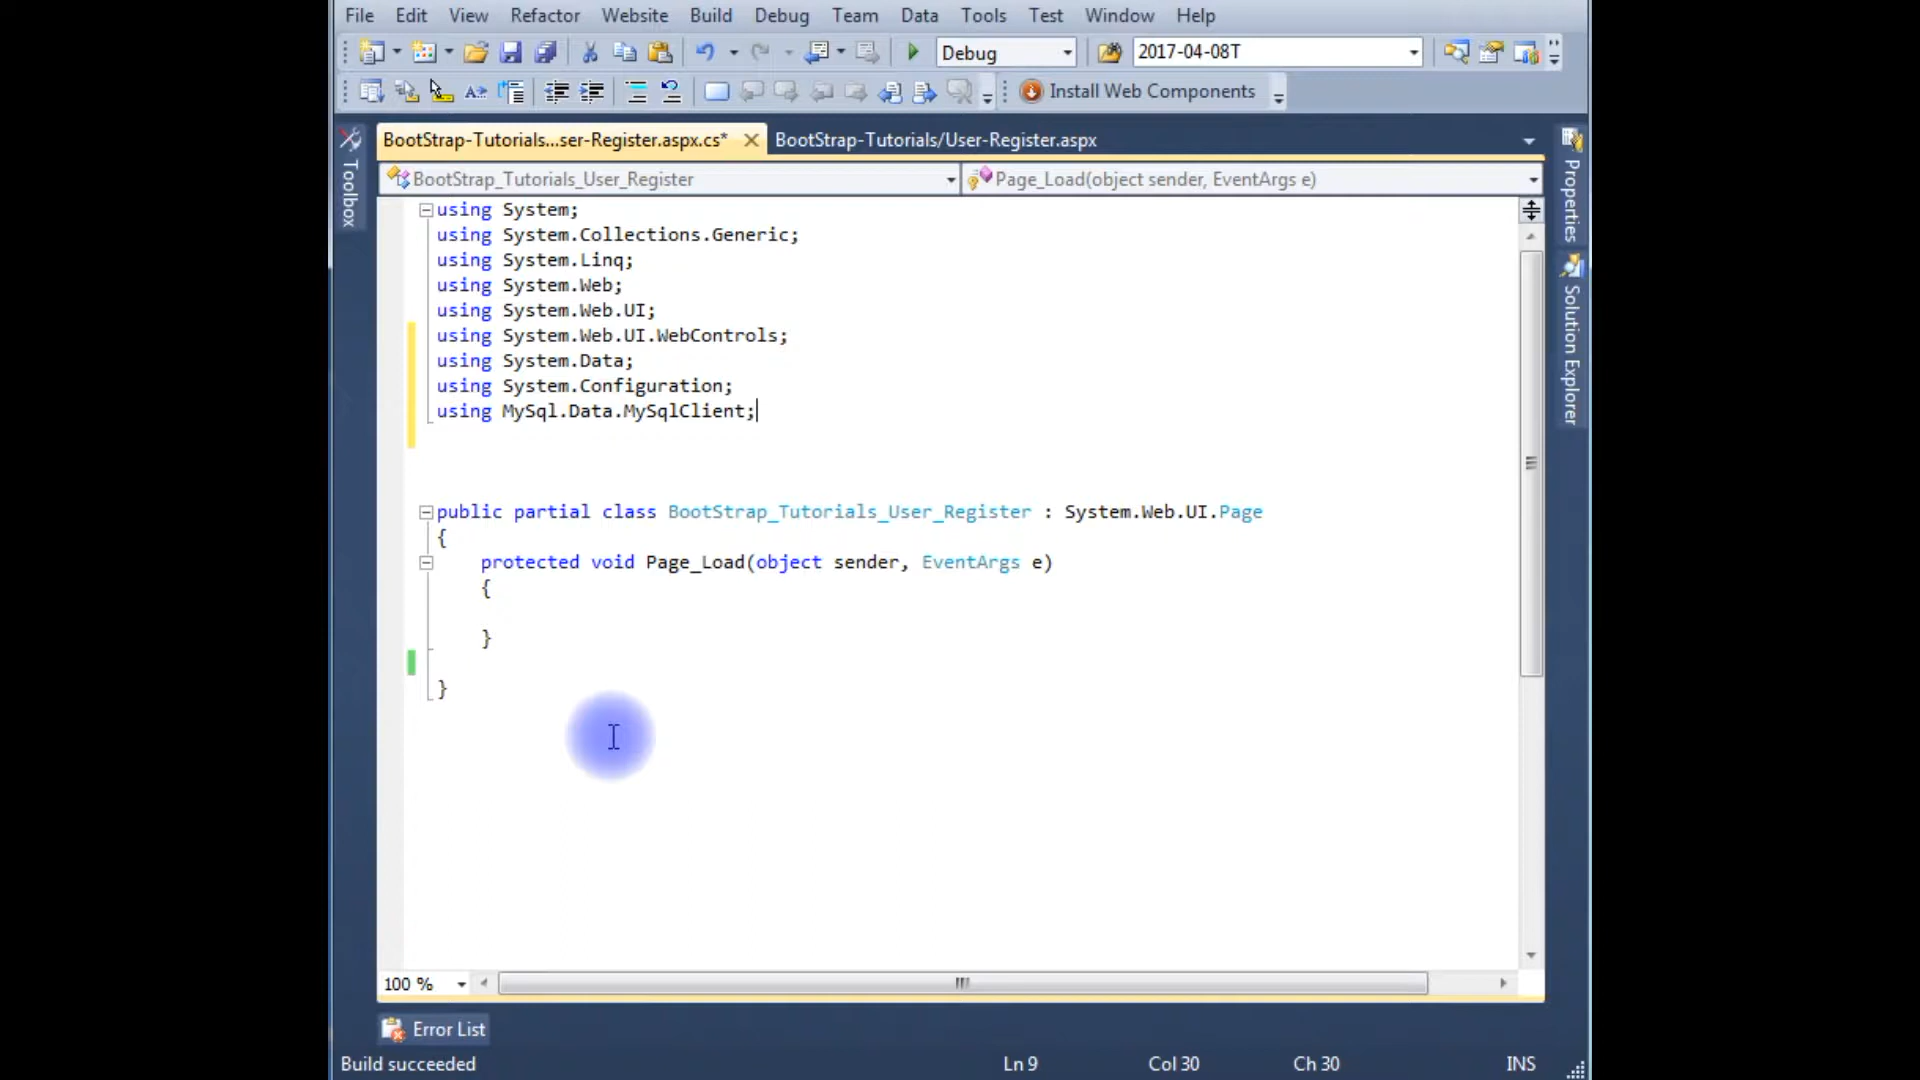 File Edit View Refactor Website Build Debug Team Data Tools Test Window Help
Debug 2017-04-08T
Install Web Components
BootStrap-Tutorials...ser-Register.aspx.cs* BootStrap-Tutorials/User-Register.aspx
BootStrap_Tutorials_User_Register Page_Load(object sender, EventArgs e)
Toolbox
Properties
Solution Explorer
using System;
using System.Collections.Generic;
using System.Linq;
using System.Web;
using System.Web.UI;
using System.Web.UI.WebControls;
using System.Data;
using System.Configuration;
using MySql.Data.MySqlClient;
public partial class BootStrap_Tutorials_User_Register : System.Web.UI.Page
{
protected void Page_Load(object sender, EventArgs e)
{
}
}
100 %
Error List
Build succeeded Ln 9 Col 30 Ch 30 INS